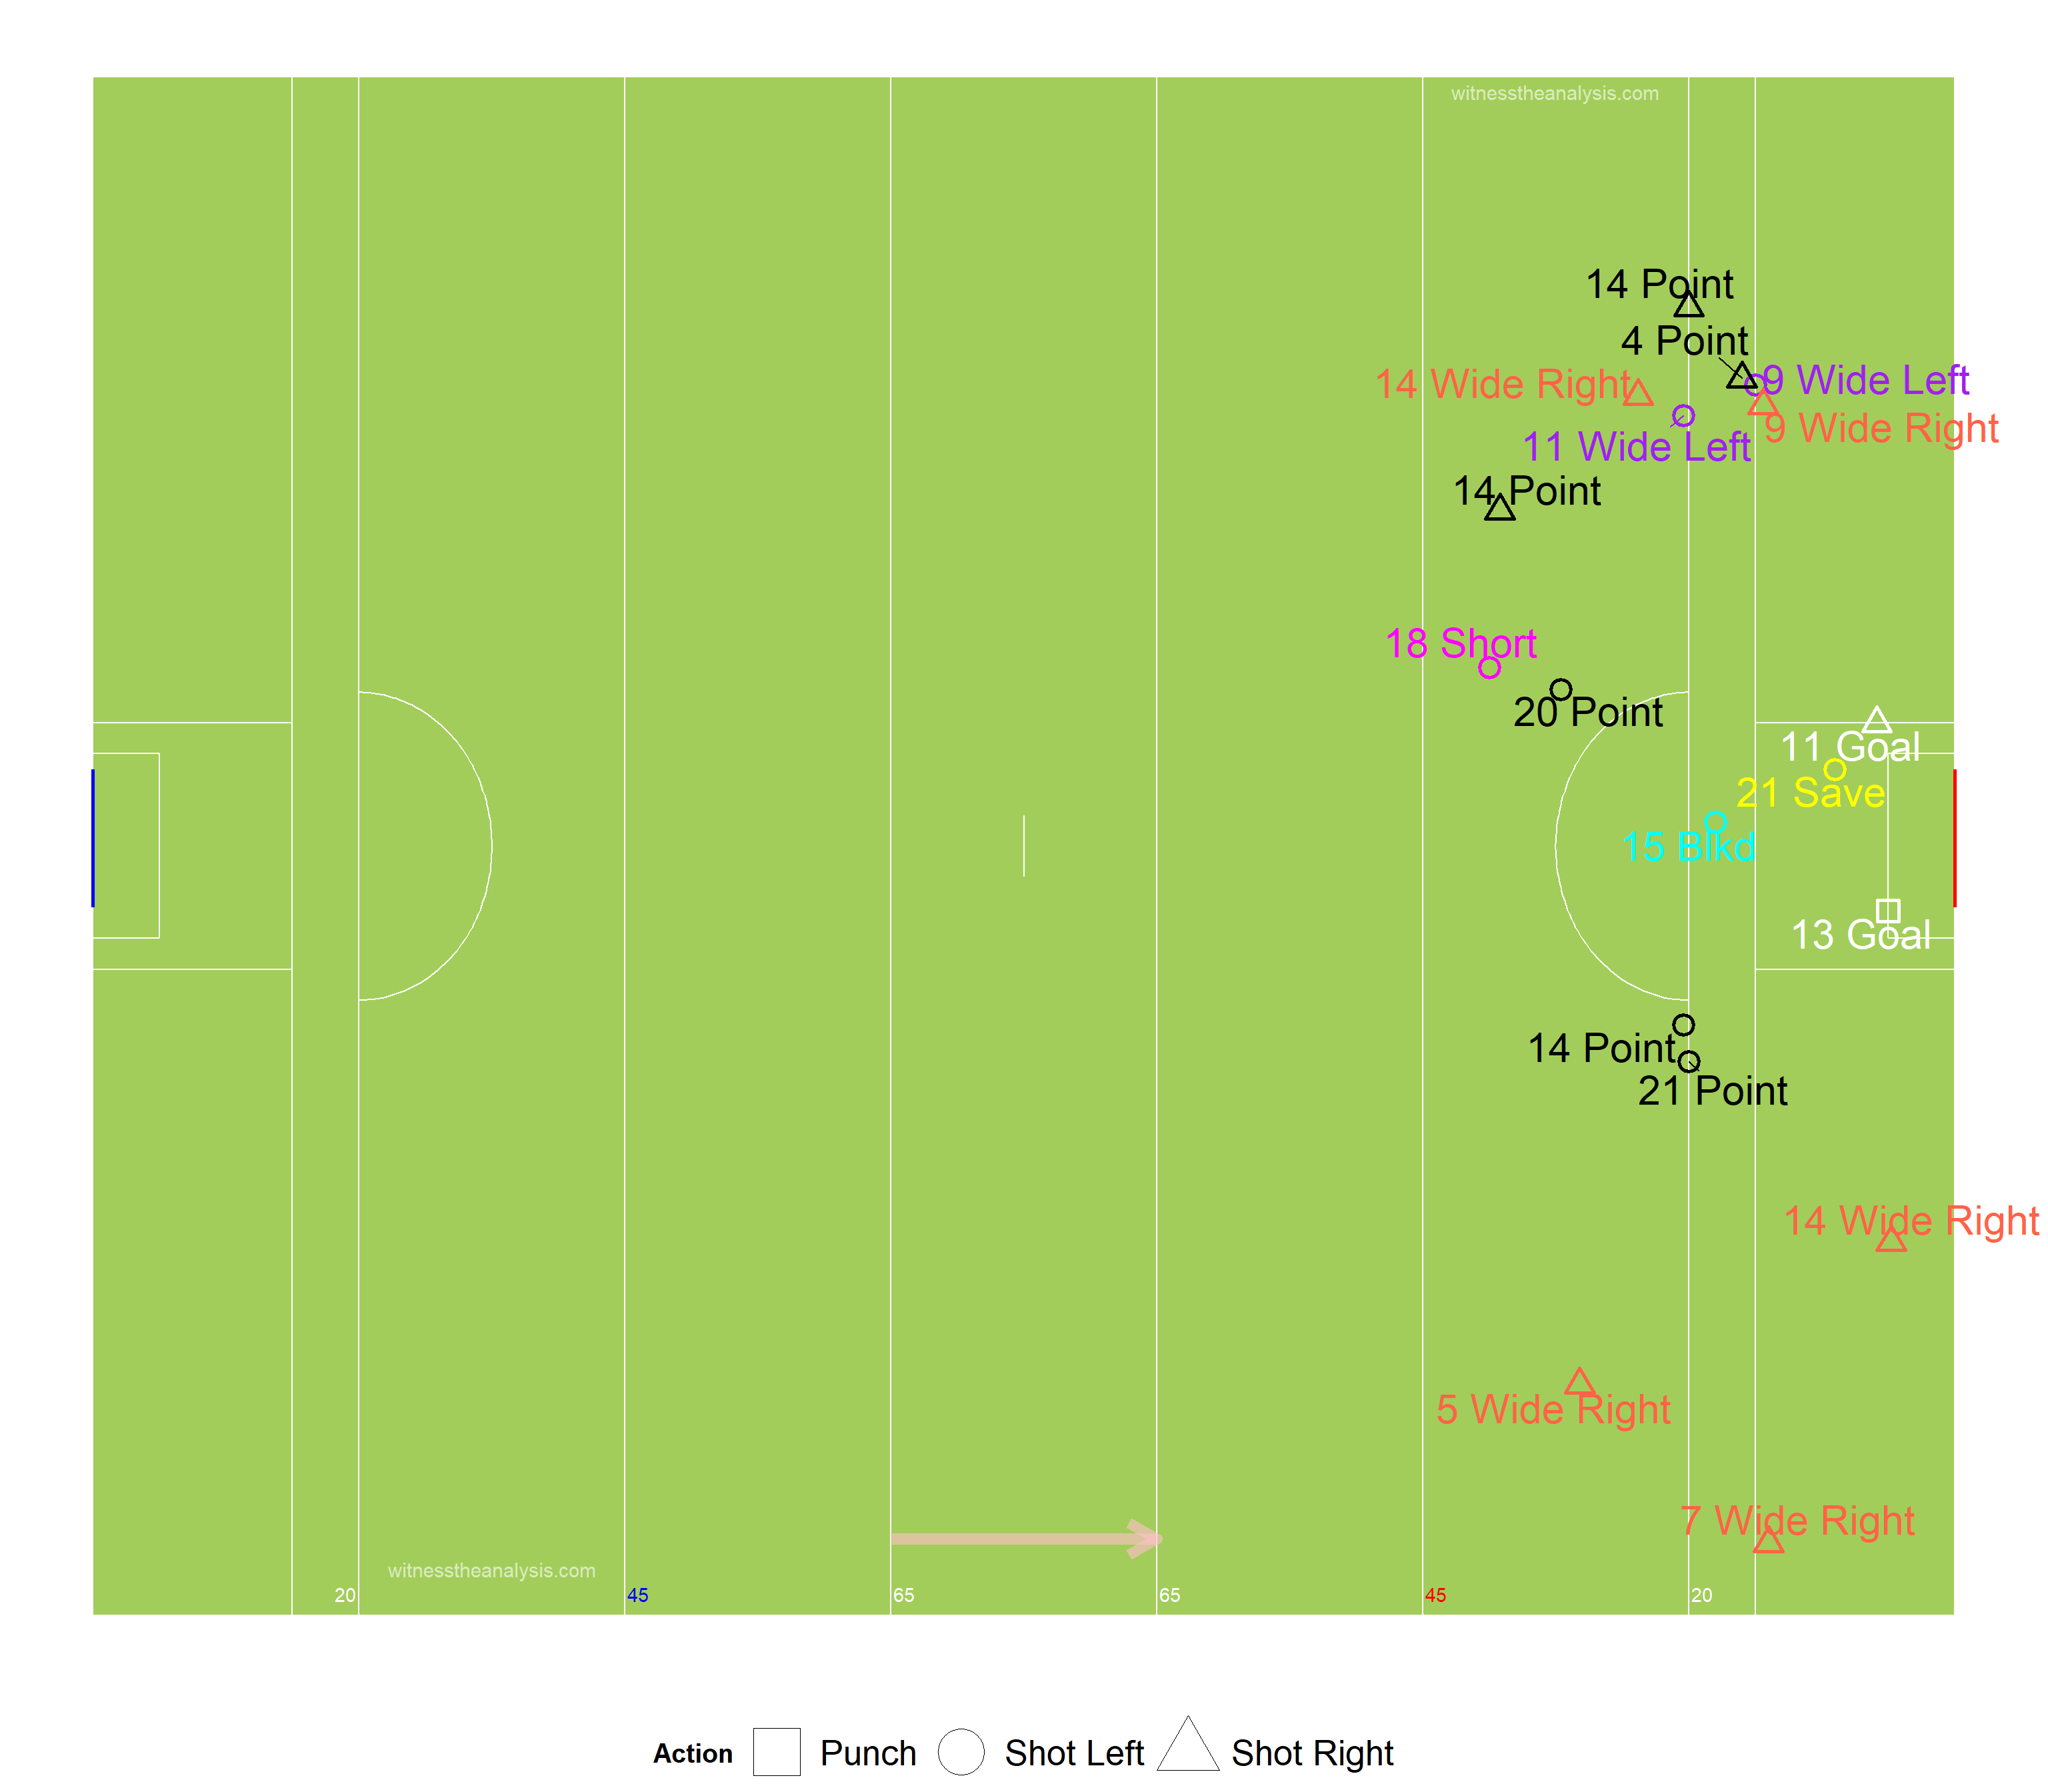 witnesstheanalysis.com
14 Point
4 Point
14 Wide Right
9 Wide Left
9 Wide Right
11 Wide Left
14 Point
18 Short
20 Point
11 Goal
21 Save
15 Blkd
13 Goal
14 Point
21 Point
14 Wide Right
5 Wide Right
7 Wide Right
witnesstheanalysis.com
20 45 65 65 45 20
Action Punch Shot Left Shot Right